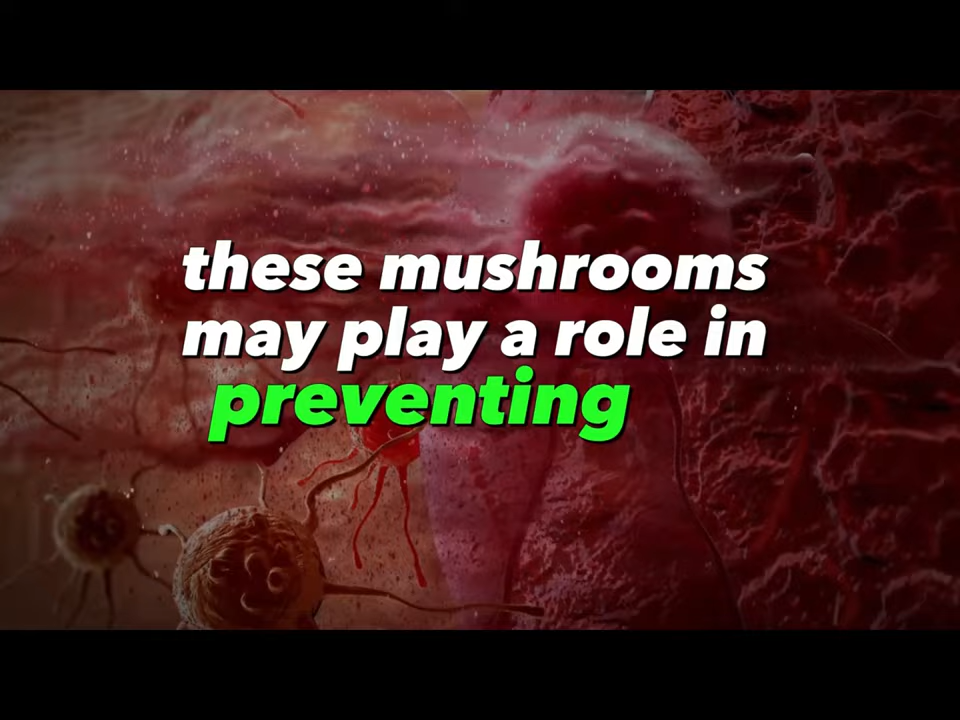 these mushrooms
may play a role in
preventing